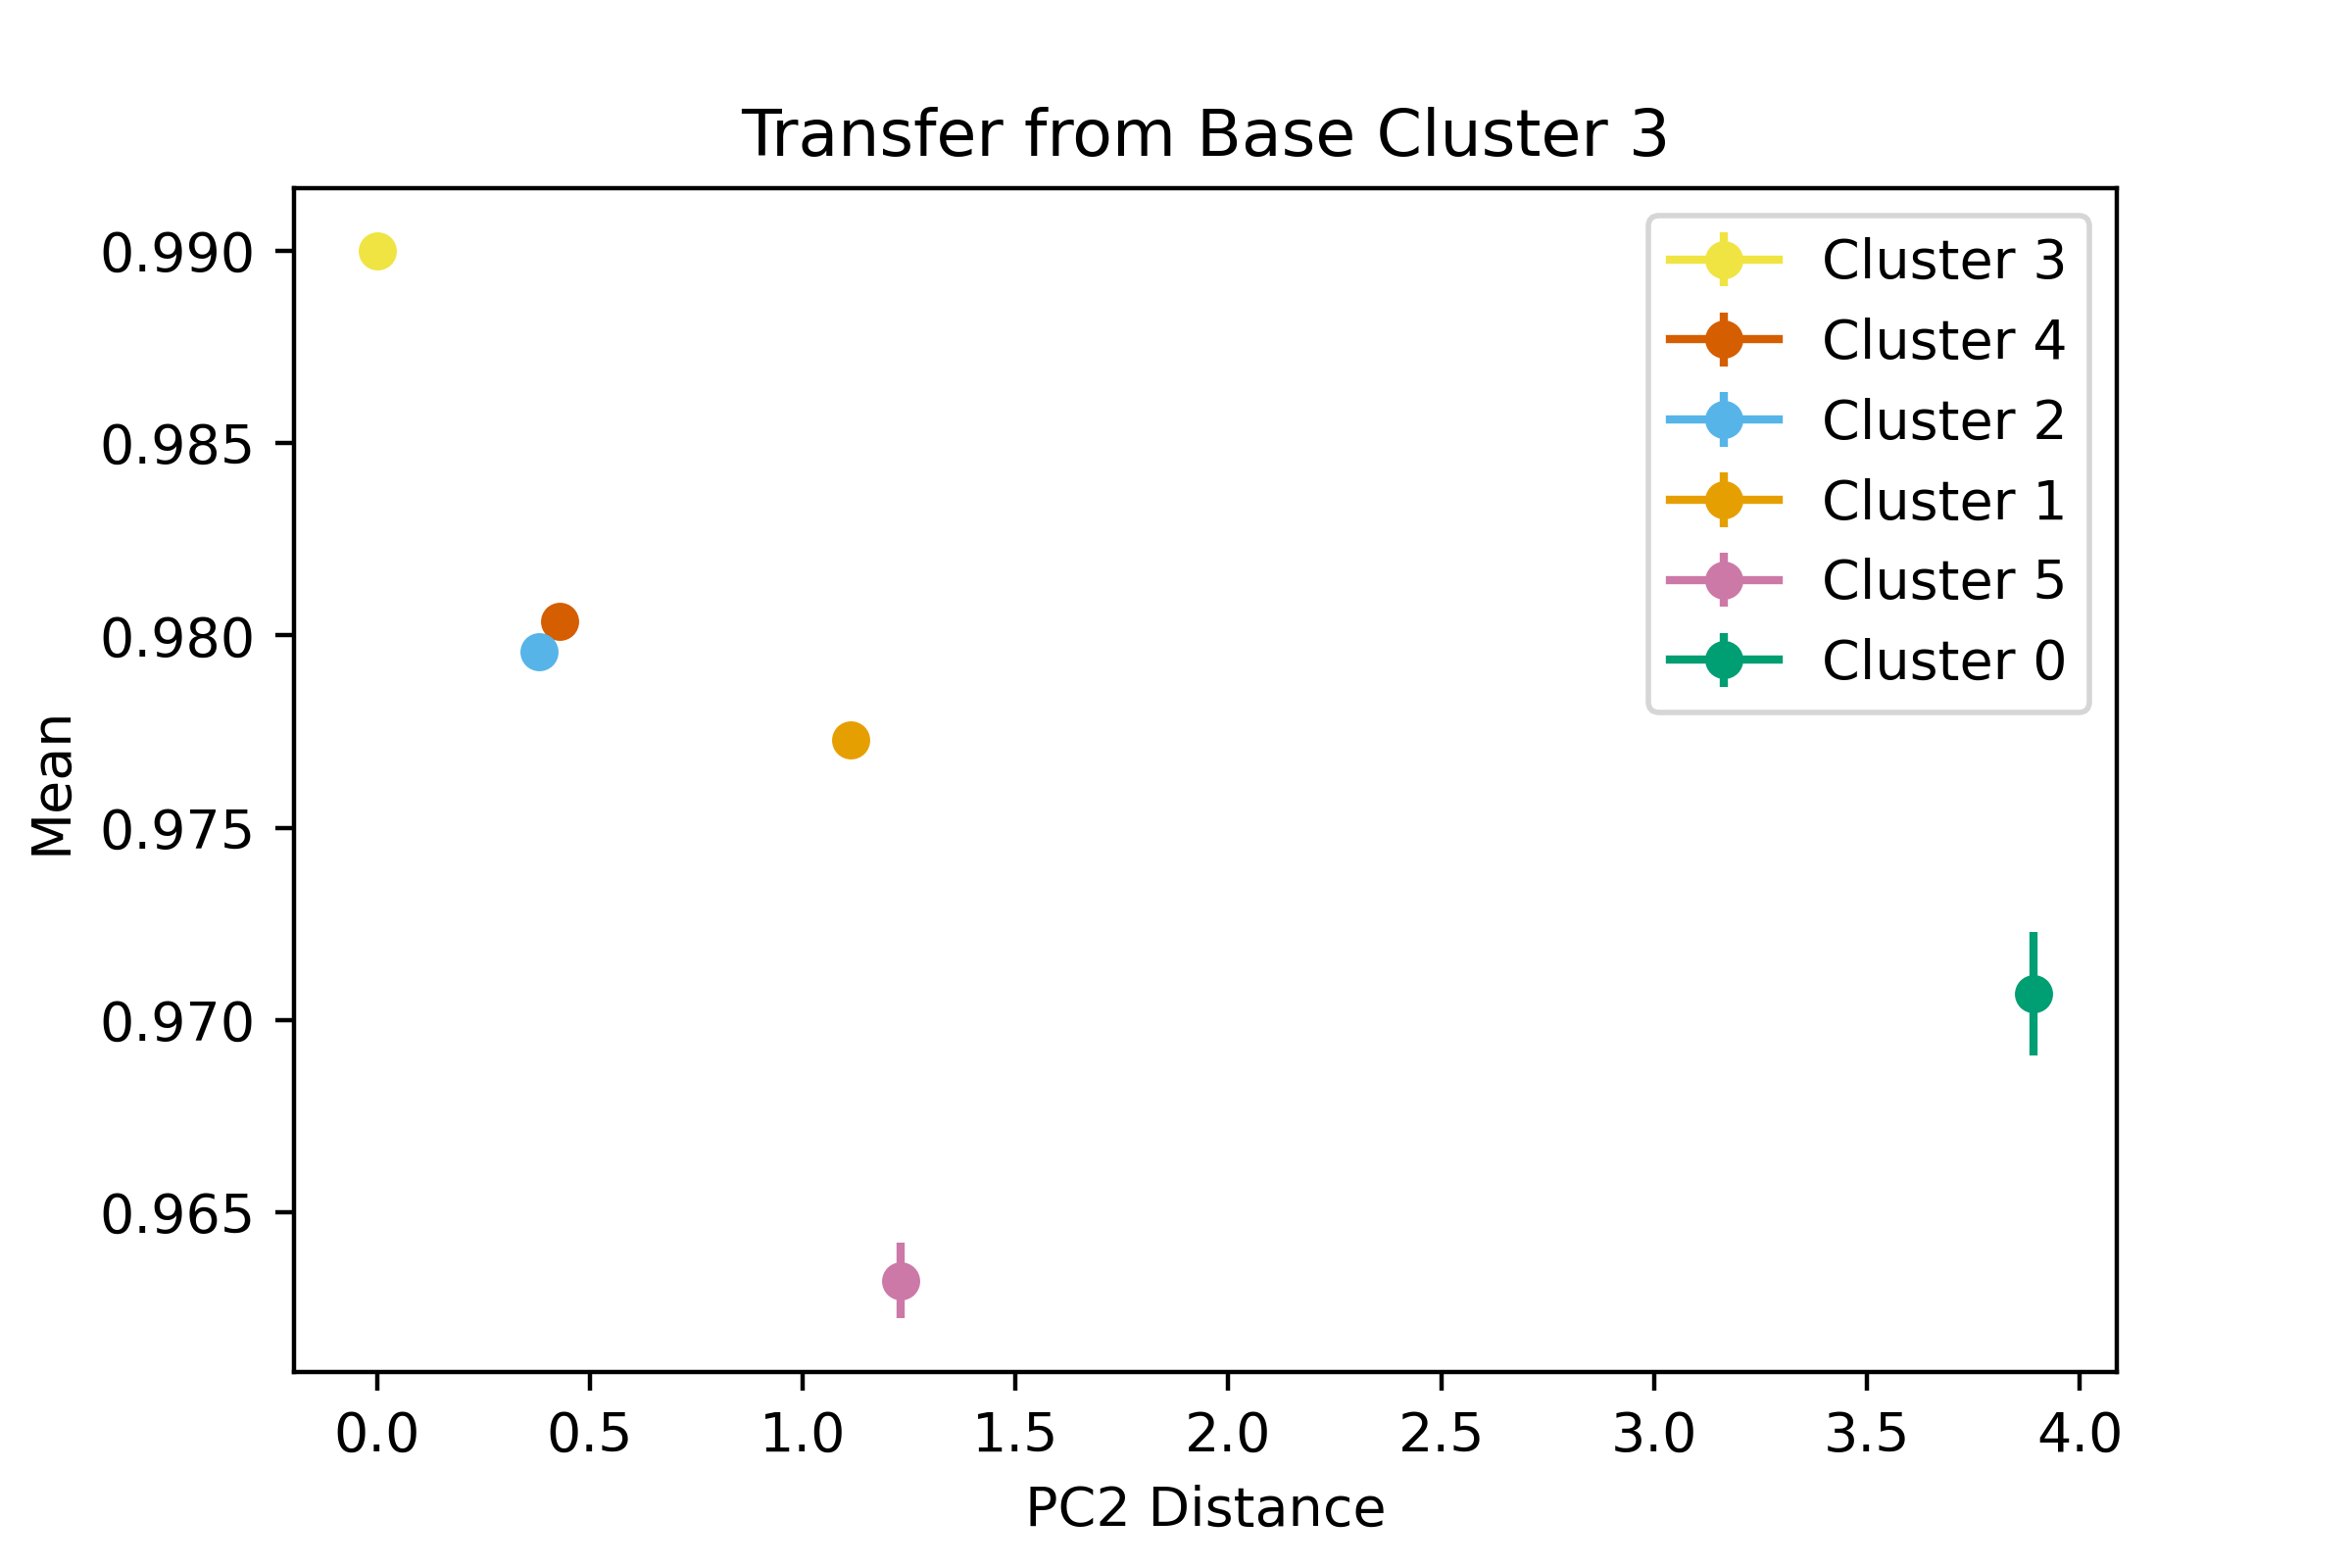 Transfer from Base Cluster 3
0.990
0.985
0.980
0.975
0.970
0.965
Mean
Cluster 3
Cluster 4
Cluster 2
Cluster 1
Cluster 5
Cluster 0
0.0 0.5 1.0 1.5 2.0 2.5 3.0 3.5 4.0
PC2 Distance